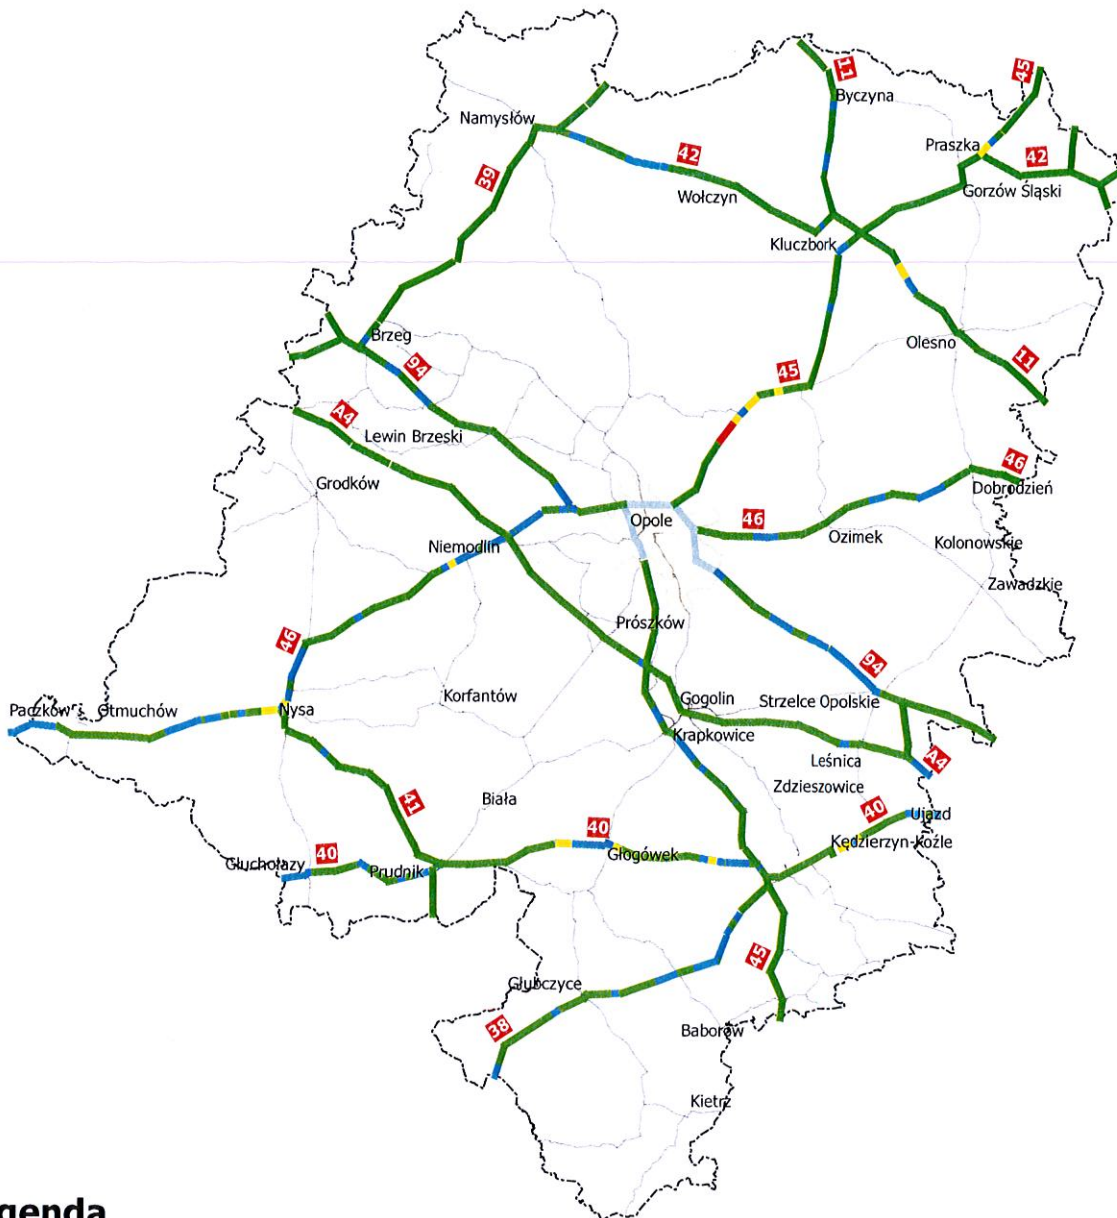 11
45
Byczyna
Namysłów
Praszka
42
42
39
Wołczyn
Gorzów Śląski
Kluczbork
Brzeg
Olesno
94
45
11
A4
Lewin Brzeski
46
Grodków
Dobrodzień
Opole
46
Niemodlin
Ozimek
Kolonowskie
Zawadzkie
Prószków
46
94
Korfantów
Gogolin
Strzelce Opolskie
Paczków
Otmuchów
Nysa
Krapkowice
Leśnica
A4
Zdzieszowice
Biała
41
40
Ujazd
40
Kędzierzyn-Koźle
Głuchołazy
40
Prudnik
Głogówek
45
Głubczyce
38
Baborów
Kietrz
genda